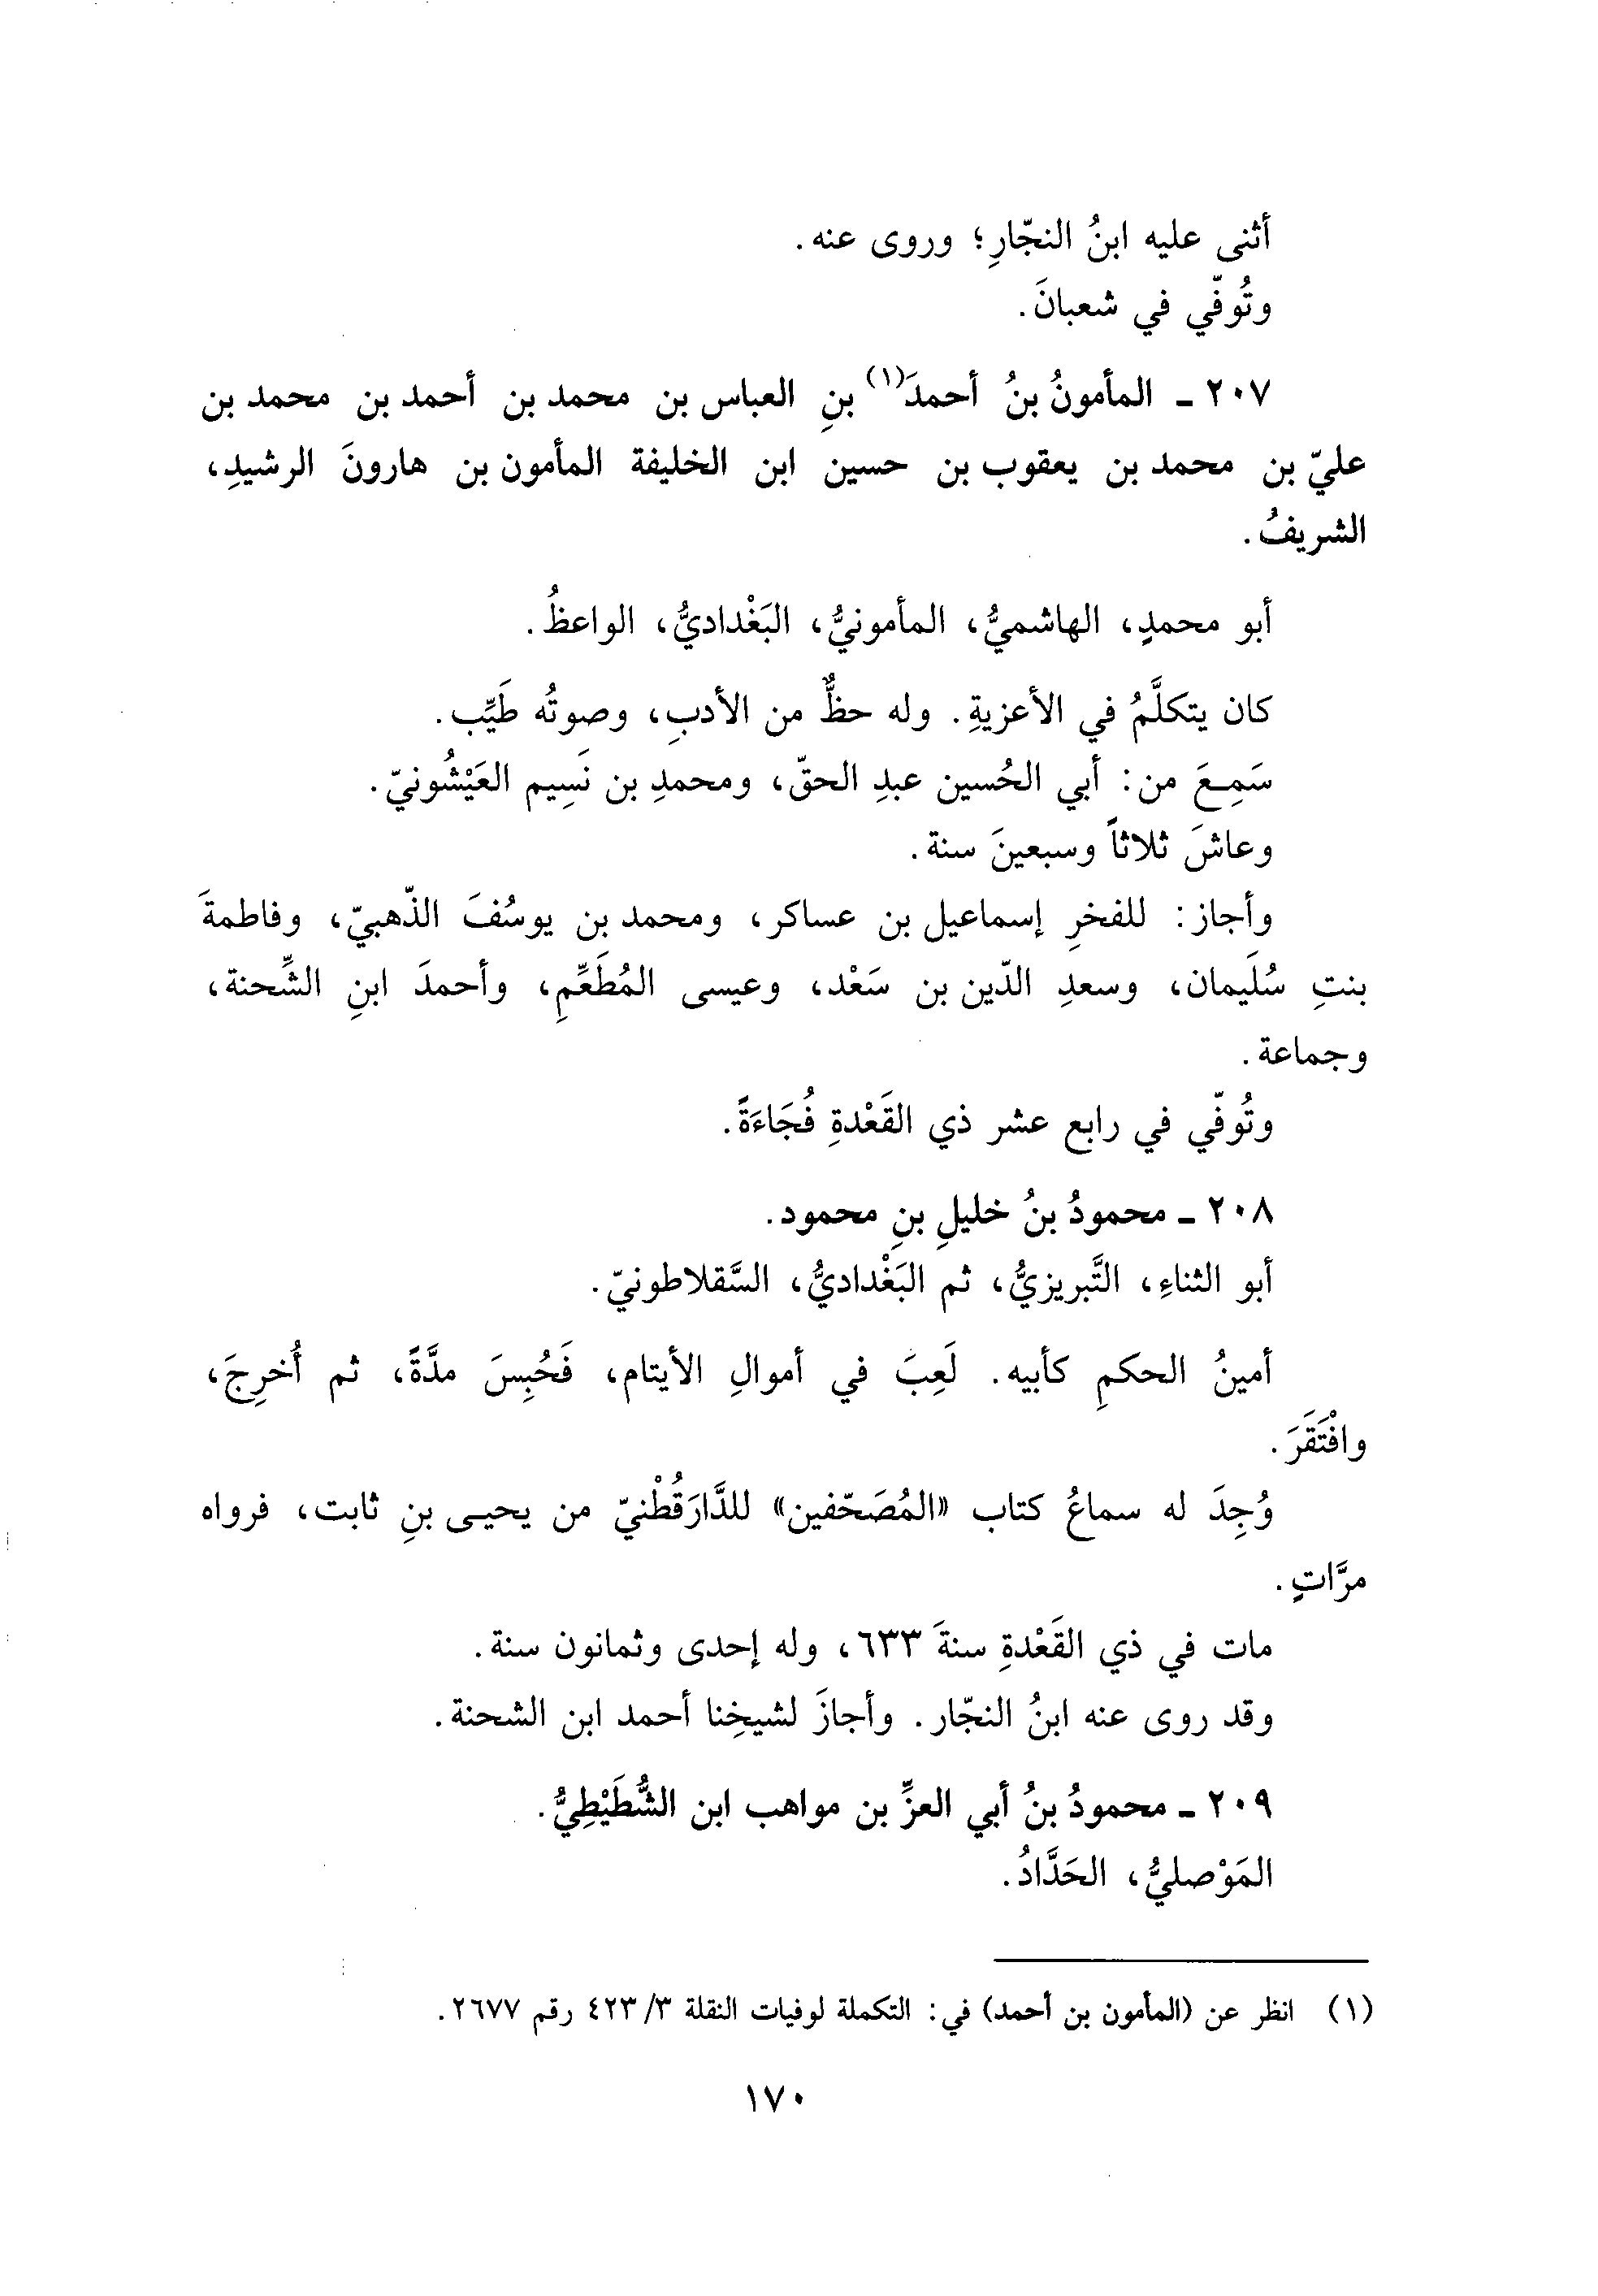 أثنى عليه ابنُ النجّارِ؛ وروى عنه.
وتُوفّي في شعبانَ.
٢٠٧ ـ المأمونُ بنُ أحمدَ(١) بنِ العباس بن محمد بن أحمد بن محمد بن
عليّ بن محمد بن يعقوب بن حسين ابن الخليفة المأمون بن هارونَ الرشيدِ،
الشريفُ.
أبو محمدٍ، الهاشميُّ، المأمونيُّ، البَغْداديُّ، الواعظُ.
كان يتكلَّمُ في الأعزيةِ. وله حظٌّ من الأدبِ، وصوتُه طَيِّب.
سَمِعَ من: أبي الحُسين عبدِ الحقّ، ومحمدِ بن نَسِيم العَيْشُونيّ.
وعاشَ ثلاثاً وسبعينَ سنة.
وأجاز: للفخرِ إسماعيل بن عساكر، ومحمد بن يوسُفَ الذّهبيّ، وفاطمةَ
بنتِ سُلَيمان، وسعدِ الدّين بن سَعْد، وعيسى المُطَعِّمِ، وأحمدَ ابنِ الشِّحنة،
وجماعة.
وتُوفّي في رابع عشر ذي القَعْدةِ فُجَاءَةً.
٢٠٨ ـ محمودُ بنُ خليلِ بنِ محمود.
أبو الثناءِ، التَّبريزيُّ، ثم البَغْداديُّ، السَّقلاطونيّ.
أمينُ الحكمِ كأبيه. لَعِبَ في أموالِ الأيتام، فَحُبِسَ مدَّةً، ثم أُخرِجَ،
وافْتَقَرَ.
وُجِدَ له سماعُ كتاب «المُصَحّفين» للدَّارَقُطْنيّ من يحيـى بنِ ثابت، فرواه
مرَّاتٍ.
مات في ذي القَعْدةِ سنةَ ٦٣٣، وله إحدى وثمانون سنة.
وقد روى عنه ابنُ النجّار. وأجازَ لشيخِنا أحمد ابن الشحنة.
٢٠٩ ـ محمودُ بنُ أبي العزِّ بن مواهب ابن الشُّطَيْطِيُّ.
المَوْصليُّ، الحَدَّادُ.
(١) انظر عن (المأمون بن أحمد) في: التكملة لوفيات النقلة ٣/ ٤٢٣ رقم ٢٦٧٧.
١٧٠